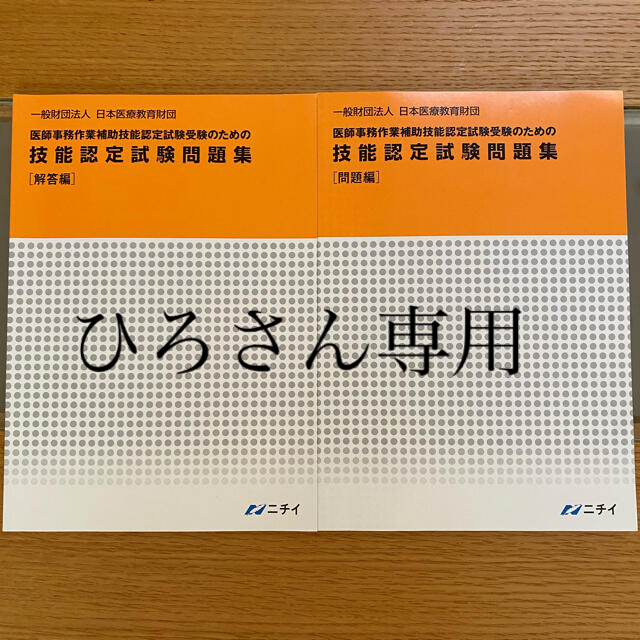 一般財団法人 日本医療教育財団
医師事務作業補助技能認定試験受験のための
技能認定試験問題集
[解答編]
一般財団法人 日本医療教育財団
医師事務作業補助技能認定試験受験のための
技能認定試験問題集
[問題編]
ひろさん専用
ニチイ
ニチイ